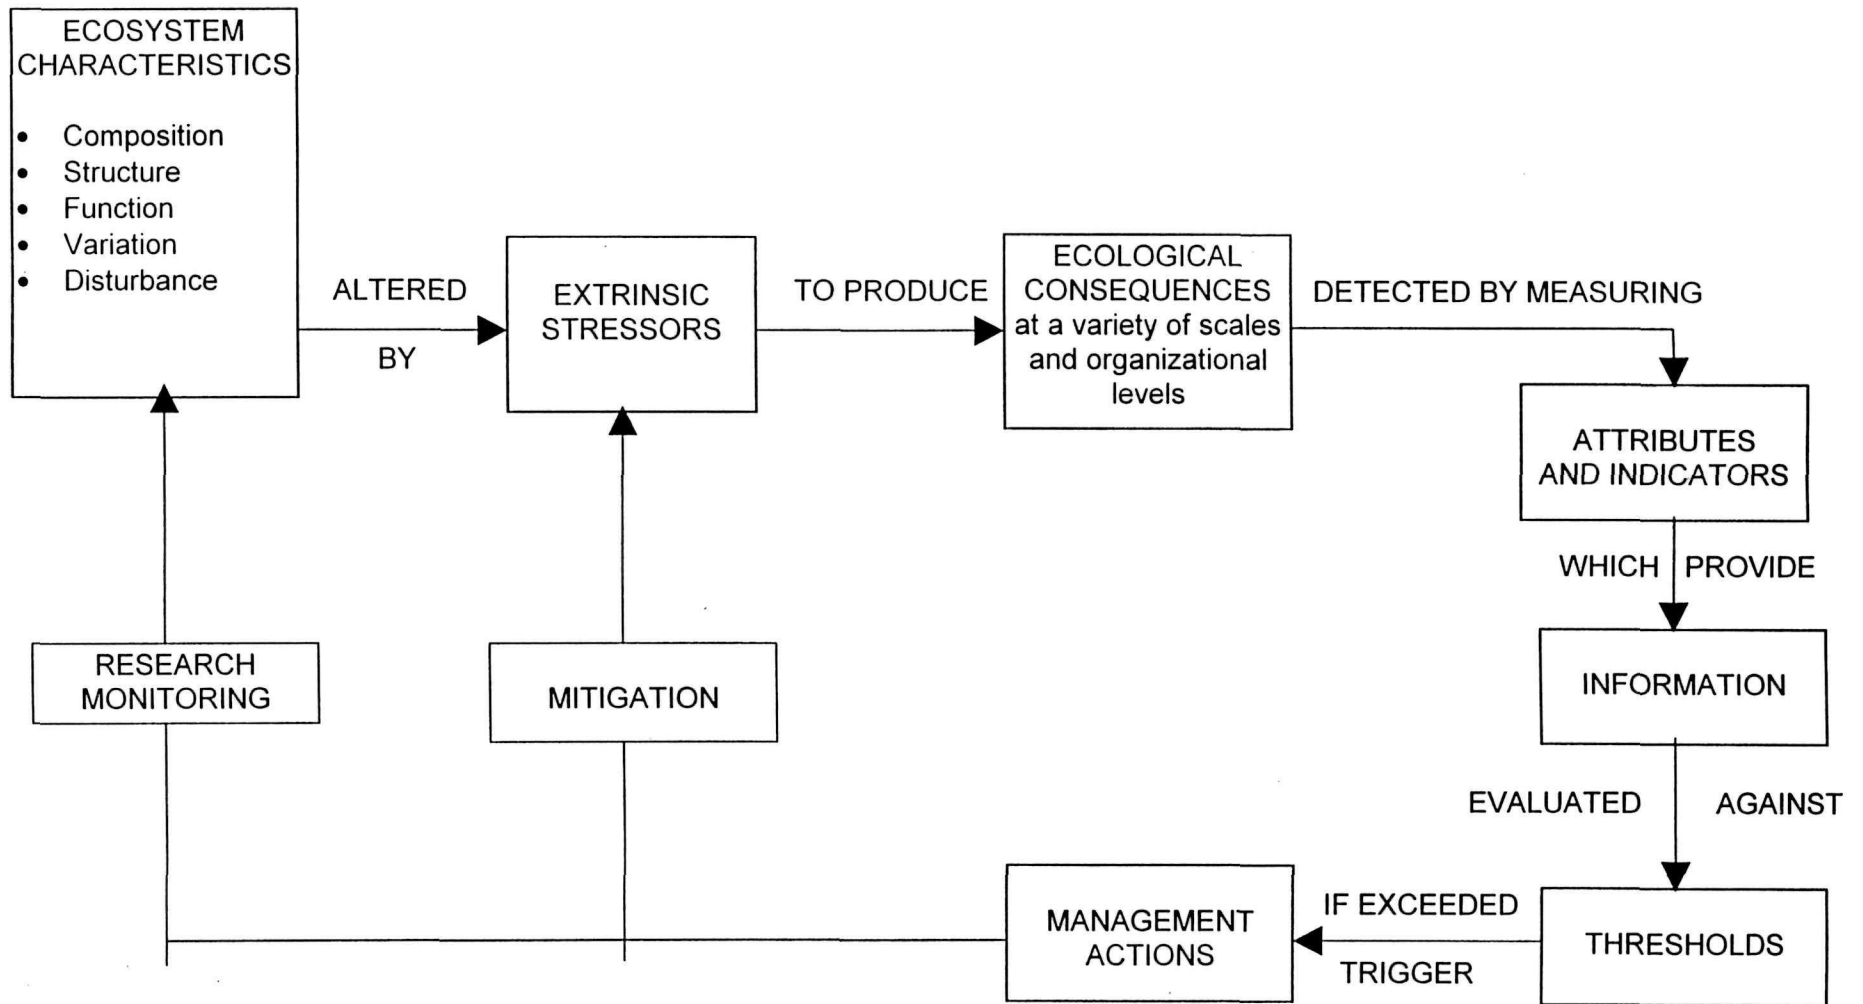 ECOSYSTEM
CHARACTERISTICS
• Composition
• Structure
• Function
• Variation
• Disturbance
ALTERED
BY
EXTRINSIC
STRESSORS
TO PRODUCE
ECOLOGICAL
CONSEQUENCES
at a variety of scales
and organizational
levels
DETECTED BY MEASURING
ATTRIBUTES
AND INDICATORS
WHICH PROVIDE
INFORMATION
EVALUATED AGAINST
THRESHOLDS
IF EXCEEDED
TRIGGER
MANAGEMENT
ACTIONS
MITIGATION
RESEARCH
MONITORING